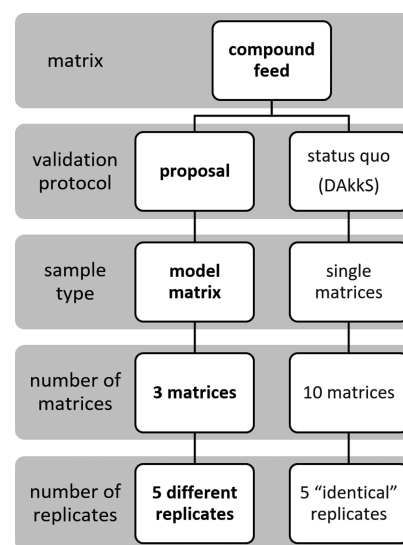 matrix
compound
feed
validation
protocol
proposal
status quo
(DAkkS)
sample
type
model
matrix
single
matrices
number of
matrices
3 matrices
10 matrices
number of
replicates
5 different
replicates
5 “identical”
replicates